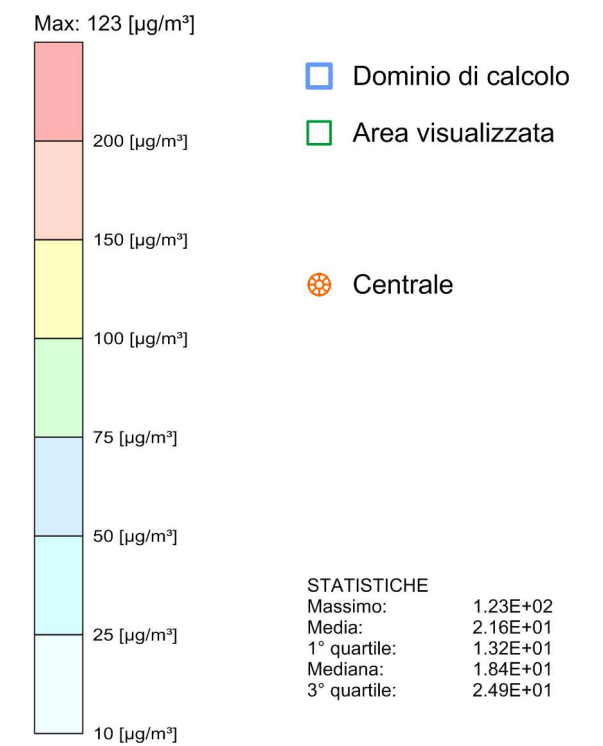 Max: 123 [µg/m³]
200 [µg/m³]
150 [µg/m³]
100 [µg/m³]
75 [µg/m³]
50 [µg/m³]
25 [µg/m³]
10 [µg/m³]
Dominio di calcolo
Area visualizzata
Centrale
STATISTICHE
Massimo: 1.23E+02
Media: 2.16E+01
1° quartile: 1.32E+01
Mediana: 1.84E+01
3° quartile: 2.49E+01